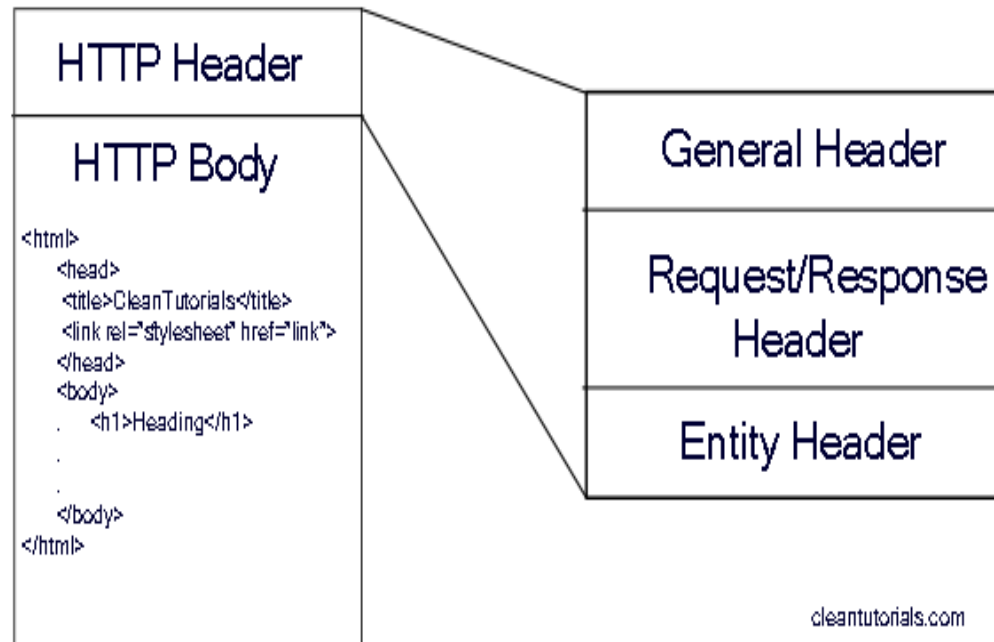 HTTP Header
HTTP Body
<html>
<head>
<title>CleanTutorials</title>
<link rel="stylesheet" href="link">
</head>
<body>
. <h1>Heading</h1>
.
.
</body>
</html>
General Header
Request/Response
Header
Entity Header
cleantutorials.com